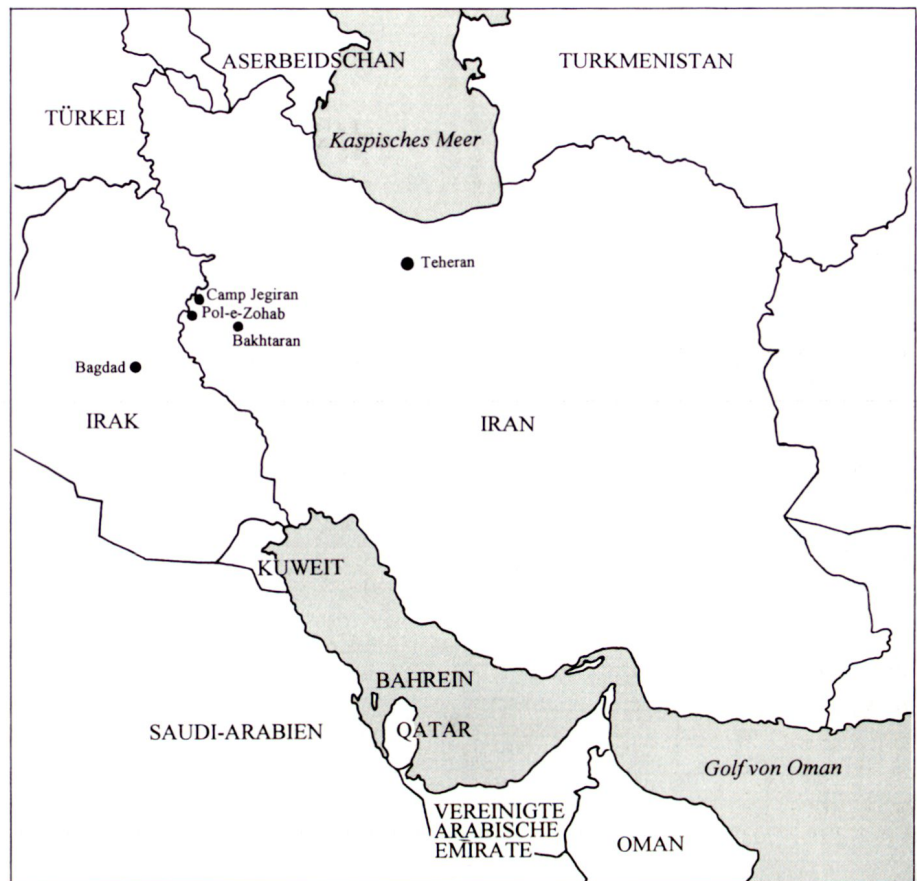 ASERBEIDSCHAN
TURKMENISTAN
TÜRKEI
Kaspisches Meer
Teheran
Camp Jegiran
Pol-e-Zohab
Bakhtaran
Bagdad
IRAK
IRAN
KUWEIT
BAHREIN
SAUDI-ARABIEN
QATAR
Golf von Oman
VEREINIGTE
ARABISCHE
EMIRATE
OMAN